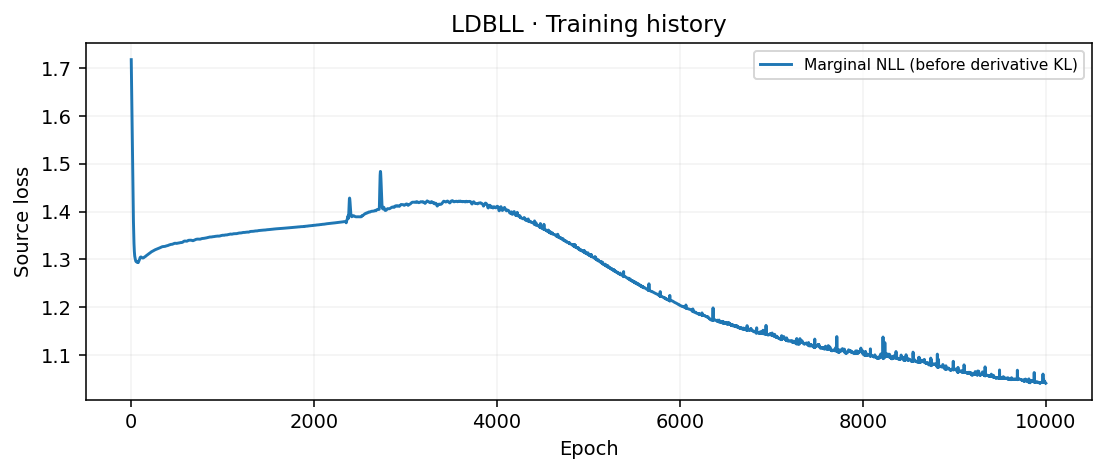 LDBLL · Training history
Marginal NLL (before derivative KL)
Source loss
1.7
1.6
1.5
1.4
1.3
1.2
1.1
0 2000 4000 6000 8000 10000
Epoch